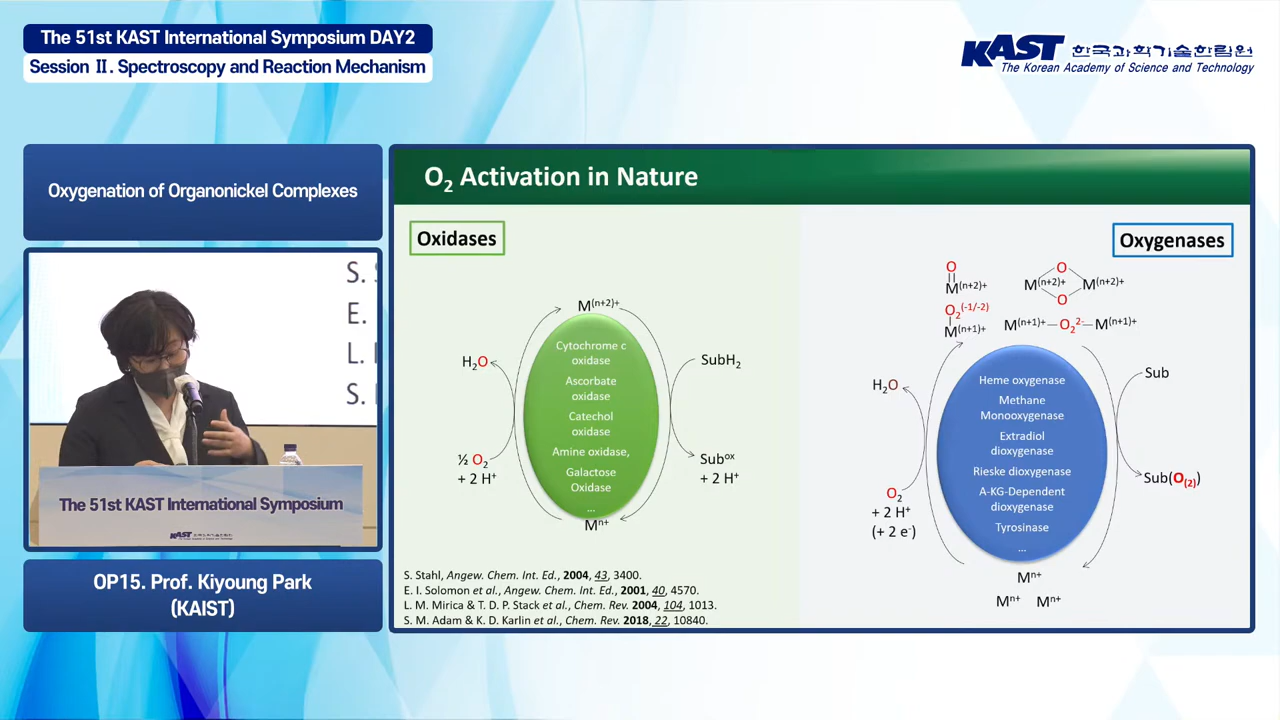 The 51st KAST International Symposium DAY2
Session Ⅱ. Spectroscopy and Reaction Mechanism
KAST 한국과학기술한림원
The Korean Academy of Science and Technology
Oxygenation of Organonickel Complexes
S. S
E.
L.
S.
The 51st KAST International Symposium
KAST
OP15. Prof. Kiyoung Park
(KAIST)
O₂ Activation in Nature
Oxidases
M⁽ⁿ⁺²⁾⁺
H₂O
SubH₂
½ O₂
+ 2 H⁺
Subᵒˣ
+ 2 H⁺
Cytochrome c
oxidase
Ascorbate
oxidase
Catechol
oxidase
Amine oxidase,
Galactose
Oxidase
...
Mⁿ⁺
S. Stahl, Angew. Chem. Int. Ed., 2004, 43, 3400.
E. I. Solomon et al., Angew. Chem. Int. Ed., 2001, 40, 4570.
L. M. Mirica & T. D. P. Stack et al., Chem. Rev. 2004, 104, 1013.
S. M. Adam & K. D. Karlin et al., Chem. Rev. 2018, 22, 10840.
Oxygenases
O
M⁽ⁿ⁺²⁾⁺
O
M⁽ⁿ⁺²⁾⁺ M⁽ⁿ⁺²⁾⁺
O
O₂⁽⁻¹/⁻²⁾
M⁽ⁿ⁺¹⁾⁺
M⁽ⁿ⁺¹⁾⁺—O₂²⁻—M⁽ⁿ⁺¹⁾⁺
H₂O
Sub
O₂
+ 2 H⁺
(+ 2 e⁻)
Sub(O₍₂₎)
Heme oxygenase
Methane
Monooxygenase
Extradiol
dioxygenase
Rieske dioxygenase
A-KG-Dependent
dioxygenase
Tyrosinase
...
Mⁿ⁺
Mⁿ⁺ Mⁿ⁺